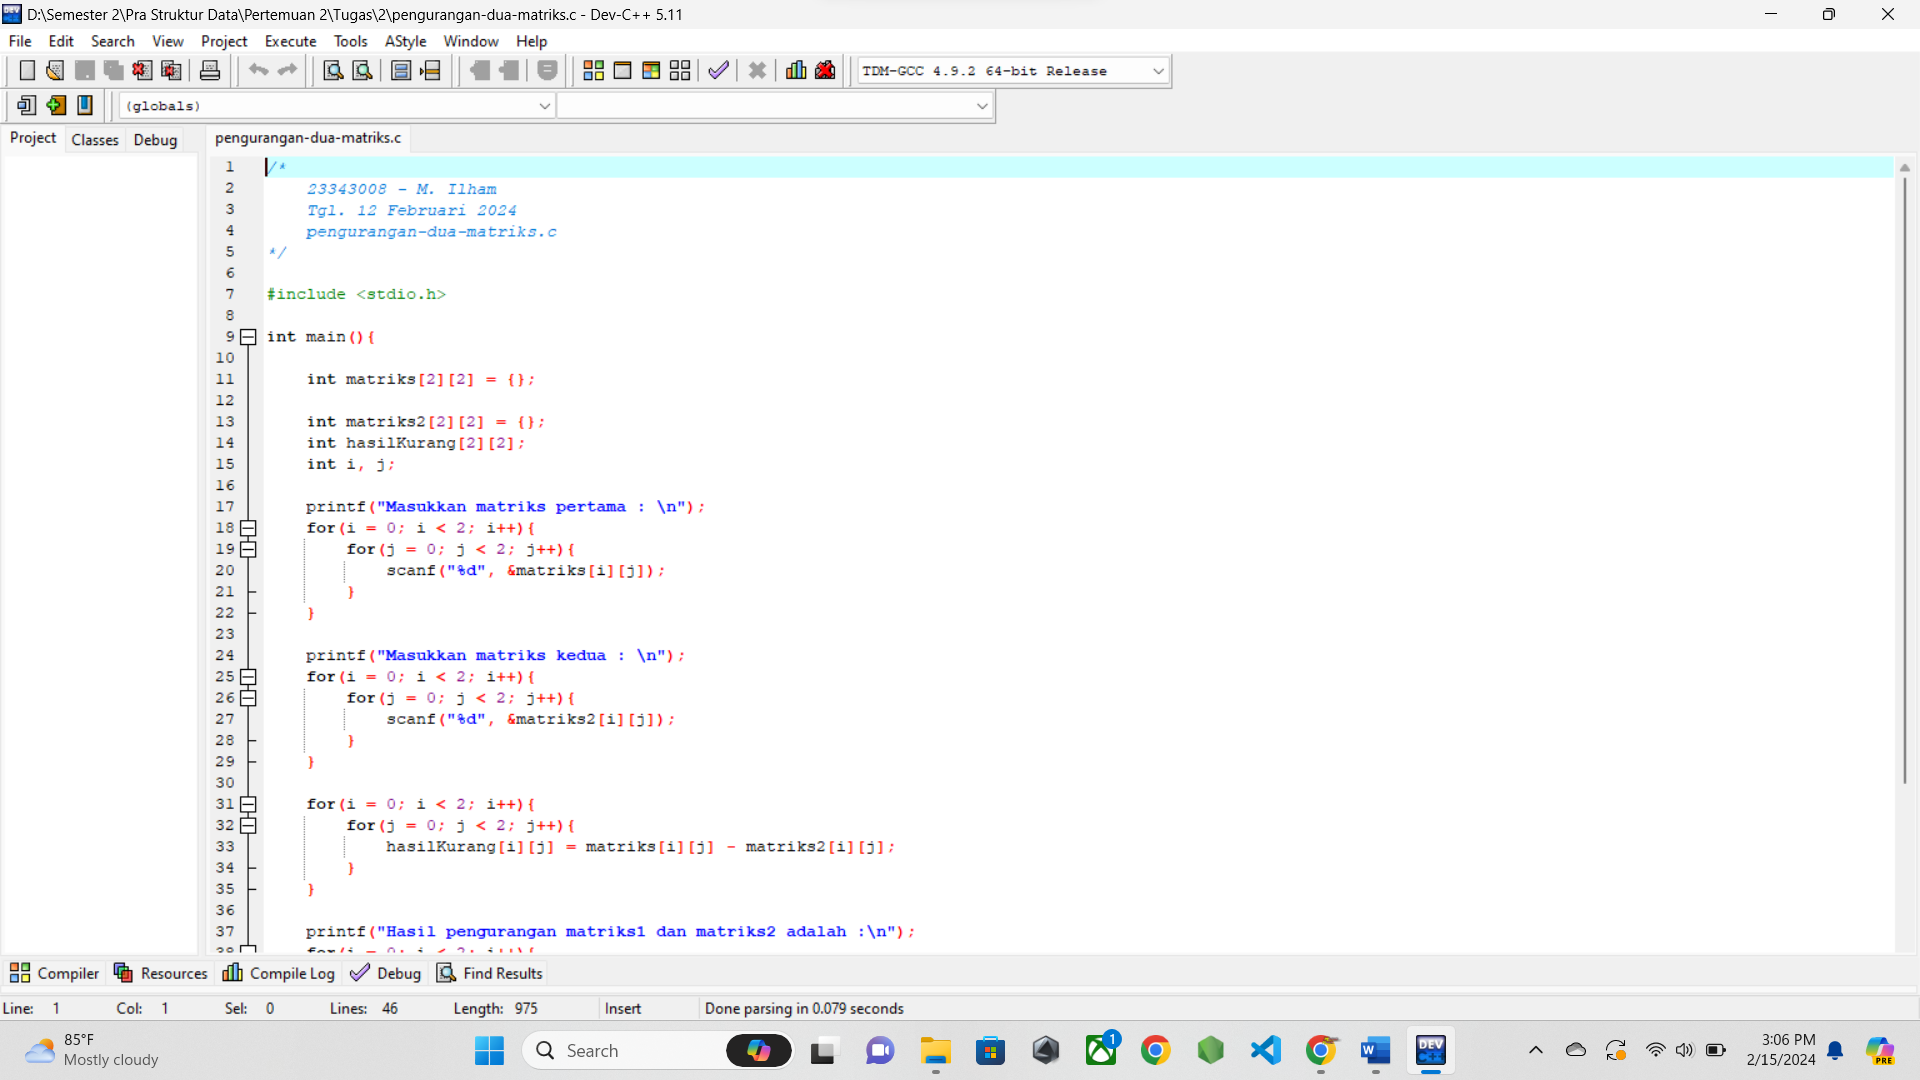 D:\Semester 2\Pra Struktur Data\Pertemuan 2\Tugas\2\pengurangan-dua-matriks.c - Dev-C++ 5.11
File Edit Search View Project Execute Tools AStyle Window Help
TDM-GCC 4.9.2 64-bit Release
(globals)
Project Classes Debug
pengurangan-dua-matriks.c
1 /*
2 23343008 - M. Ilham
3 Tgl. 12 Februari 2024
4 pengurangan-dua-matriks.c
5 */
6
7 #include <stdio.h>
8
9 int main(){
10
11 int matriks[2][2] = {};
12
13 int matriks2[2][2] = {};
14 int hasilKurang[2][2];
15 int i, j;
16
17 printf("Masukkan matriks pertama : \n");
18 for(i = 0; i < 2; i++){
19 for(j = 0; j < 2; j++){
20 scanf("%d", &matriks[i][j]);
21 }
22 }
23
24 printf("Masukkan matriks kedua : \n");
25 for(i = 0; i < 2; i++){
26 for(j = 0; j < 2; j++){
27 scanf("%d", &matriks2[i][j]);
28 }
29 }
30
31 for(i = 0; i < 2; i++){
32 for(j = 0; j < 2; j++){
33 hasilKurang[i][j] = matriks[i][j] - matriks2[i][j];
34 }
35 }
36
37 printf("Hasil pengurangan matriks1 dan matriks2 adalah :\n");
38 for(i = 0; i < 2; i++){
Compiler Resources Compile Log Debug Find Results
Line: 1 Col: 1 Sel: 0 Lines: 46 Length: 975 Insert Done parsing in 0.079 seconds
85°F
Mostly cloudy
Search
1
W
DEV
C++
3:06 PM
2/15/2024
PRE